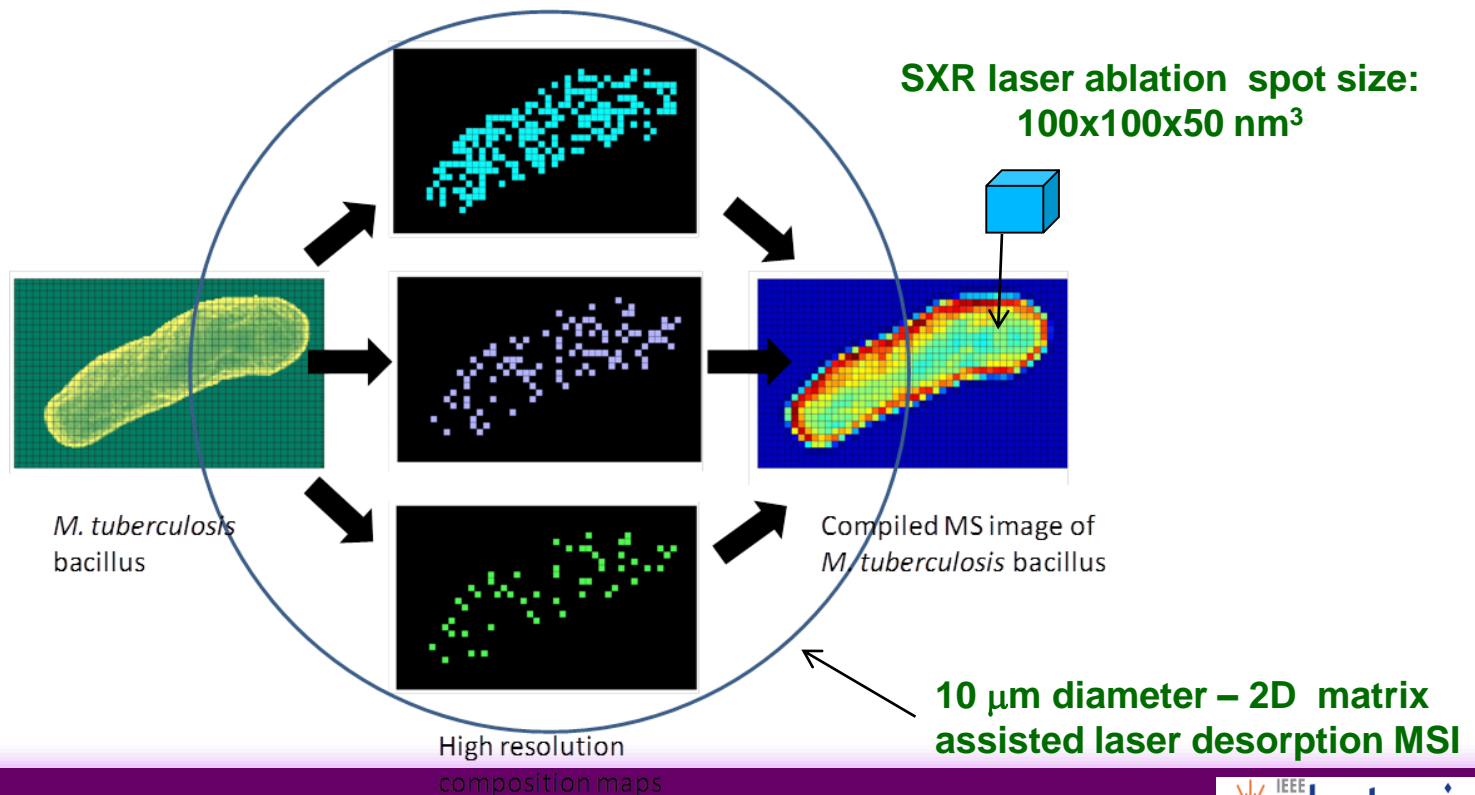 SXR laser ablation spot size:
100x100x50 nm³
M. tuberculosis
bacillus
Compiled MS image of
M. tuberculosis bacillus
10 μm diameter – 2D matrix
assisted laser desorption MSI
High resolution
composition maps
IEEE